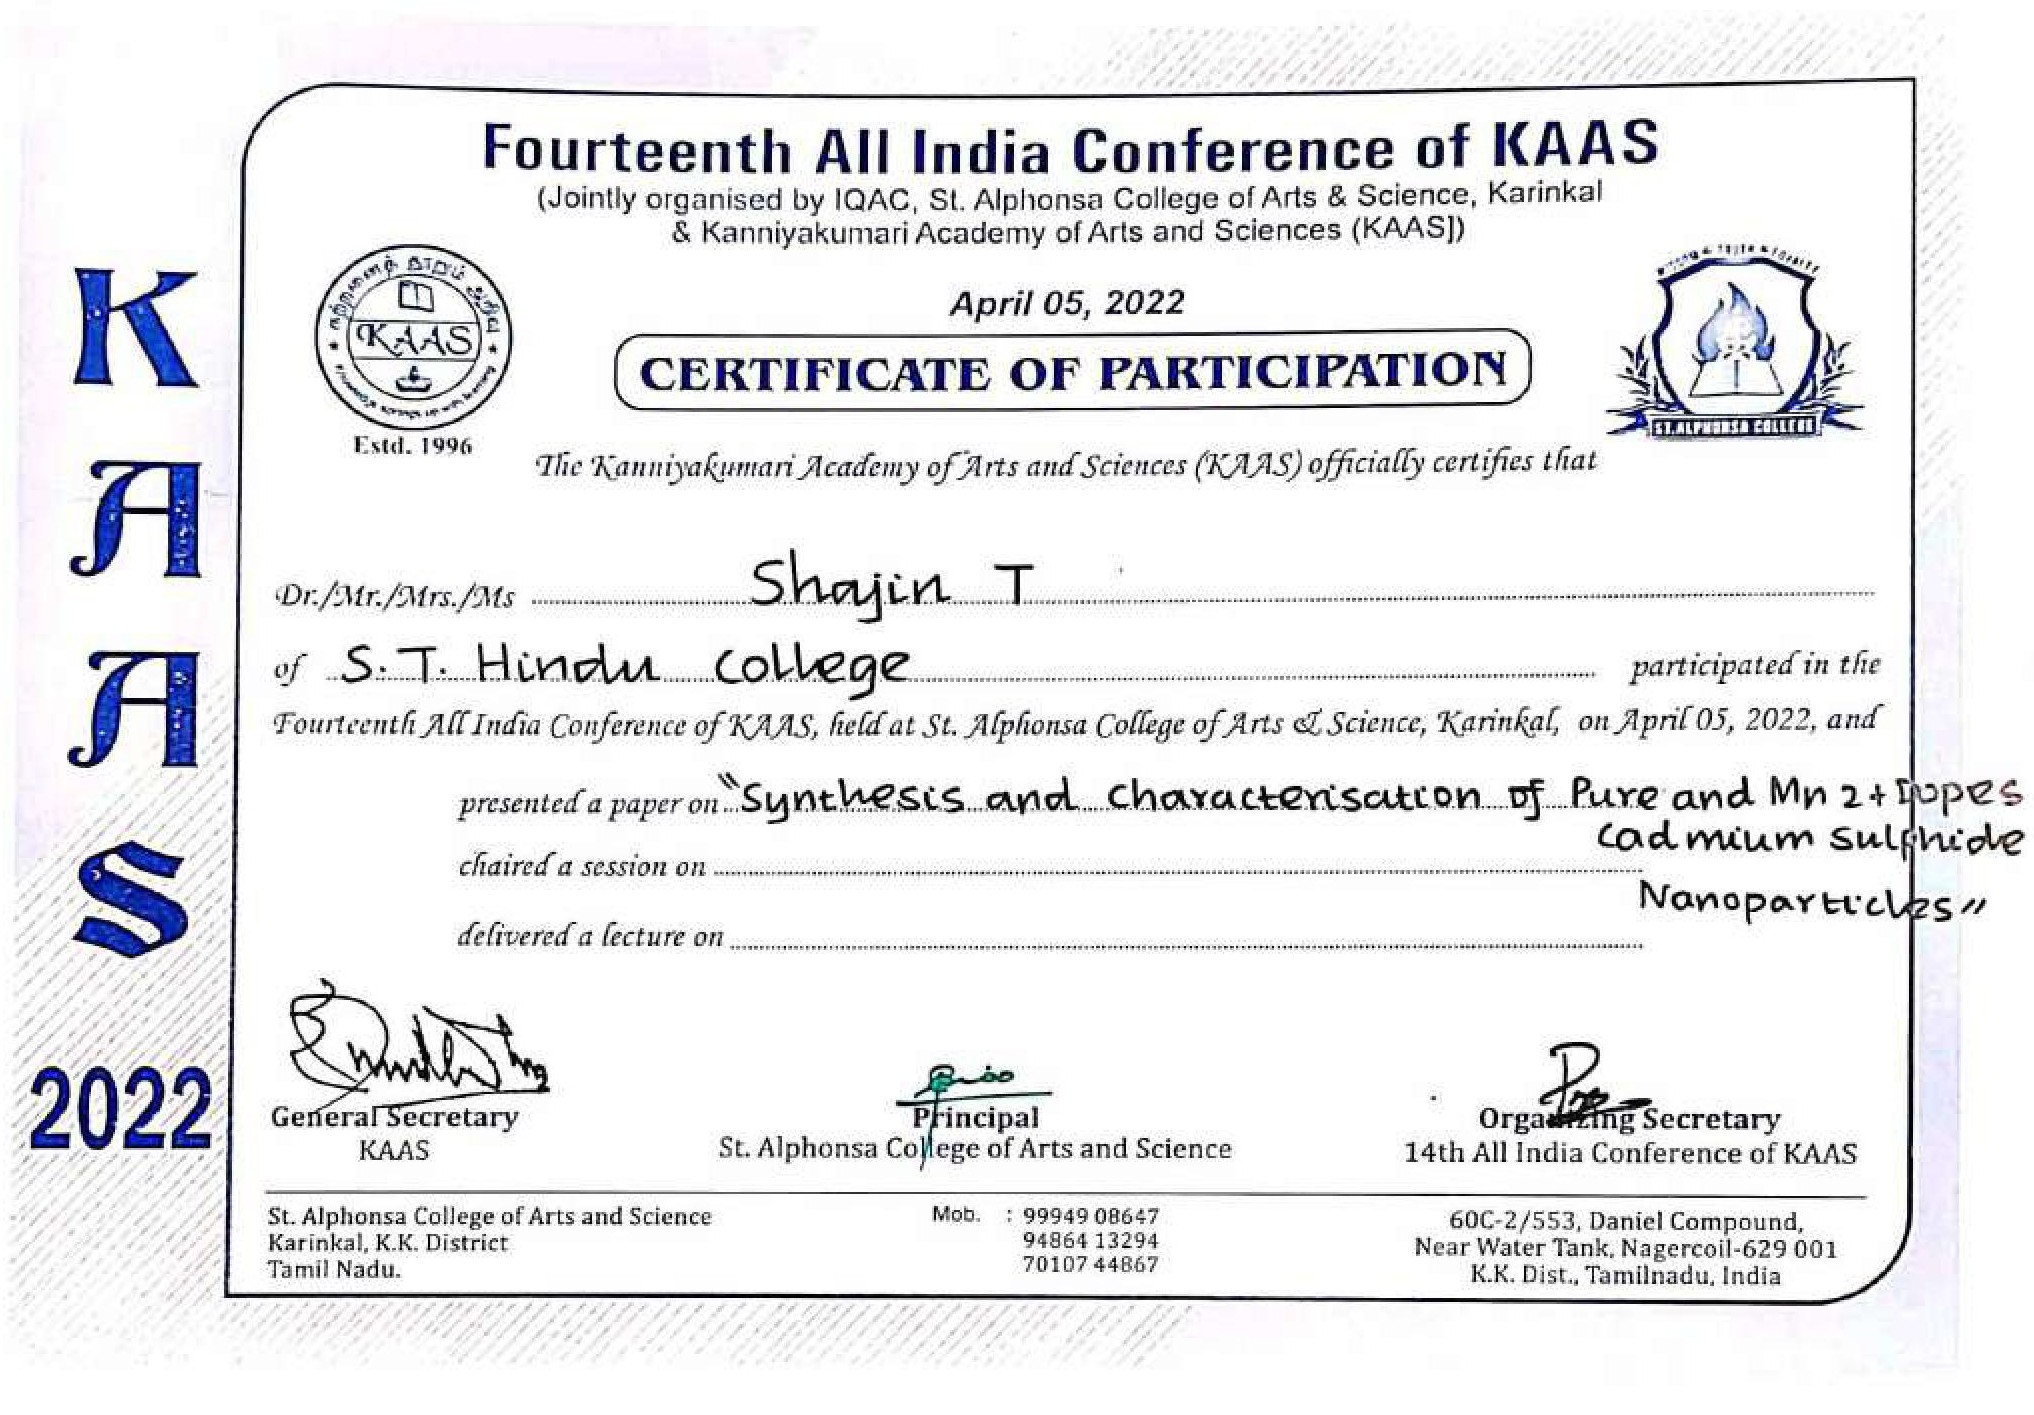 Fourteenth All India Conference of KAAS
(Jointly organised by IQAC, St. Alphonsa College of Arts & Science, Karinkal
& Kanniyakumari Academy of Arts and Sciences (KAAS])
April 05, 2022
KAAS
Estd. 1996
ST.ALPHONSA COLLEGE
CERTIFICATE OF PARTICIPATION
The Kanniyakumari Academy of Arts and Sciences (KAAS) officially certifies that
Dr./Mr./Mrs./Ms Shajin T
of S.T. Hindu College participated in the
Fourteenth All India Conference of KAAS, held at St. Alphonsa College of Arts & Science, Karinkal, on April 05, 2022, and
presented a paper on "Synthesis and Characterisation of Pure and Mn 2+ Dopes
Cadmium Sulphide
chaired a session on
Nanoparticles"
delivered a lecture on
General Secretary
KAAS
Principal
St. Alphonsa College of Arts and Science
Organizing Secretary
14th All India Conference of KAAS
St. Alphonsa College of Arts and Science
Karinkal, K.K. District
Tamil Nadu.
Mob. : 99949 08647
94864 13294
70107 44867
60C-2/553, Daniel Compound,
Near Water Tank, Nagercoil-629 001
K.K. Dist., Tamilnadu, India
KAAS
2022